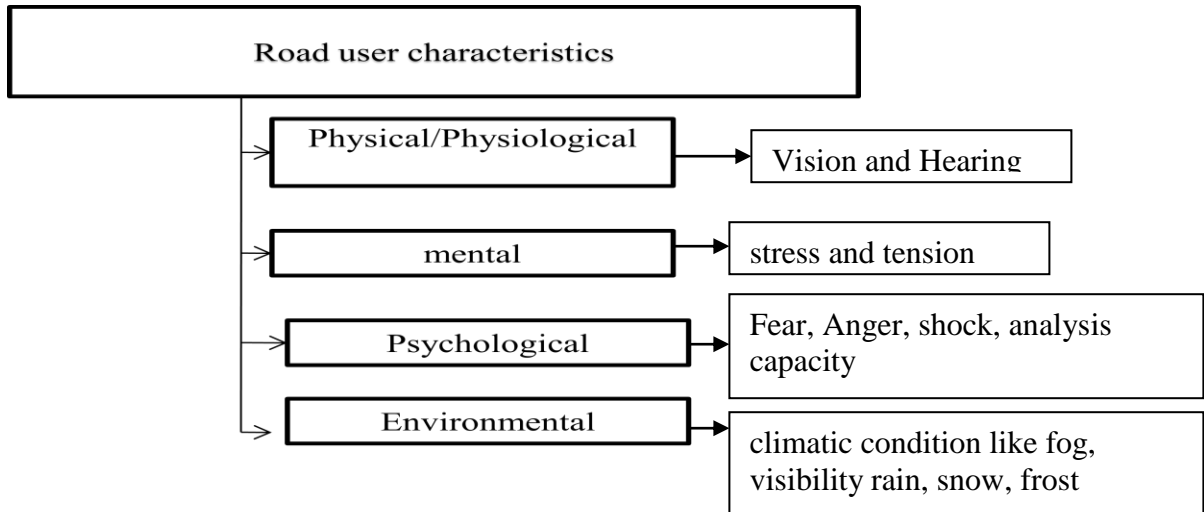 Road user characteristics
Physical/Physiological
Vision and Hearing
mental
stress and tension
Psychological
Fear, Anger, shock, analysis
capacity
Environmental
climatic condition like fog,
visibility rain, snow, frost